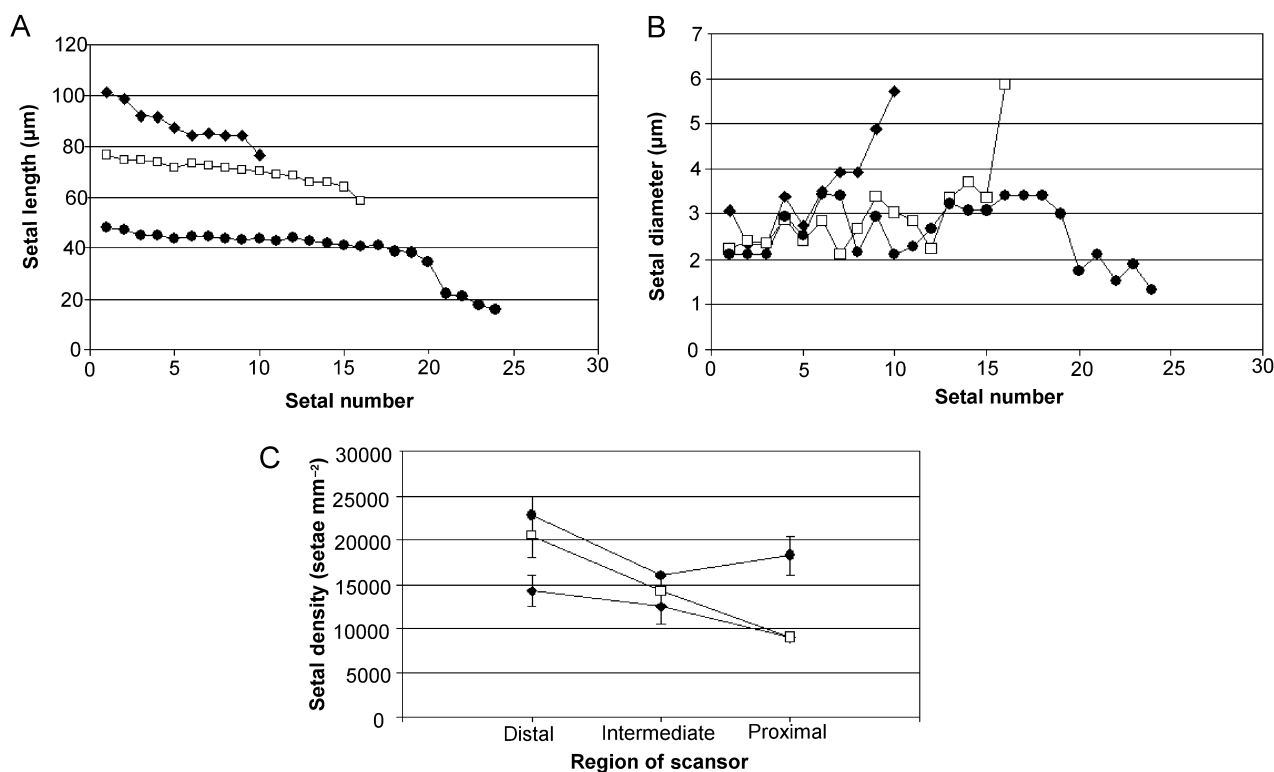 A
120
100
80
60
40
20
0
Setal length (µm)
0 5 10 15 20 25 30
Setal number
B
7
6
5
4
3
2
1
0
Setal diameter (µm)
0 5 10 15 20 25 30
Setal number
C
30000
25000
20000
15000
10000
5000
0
Setal density (setae mm⁻²)
Distal Intermediate Proximal
Region of scansor